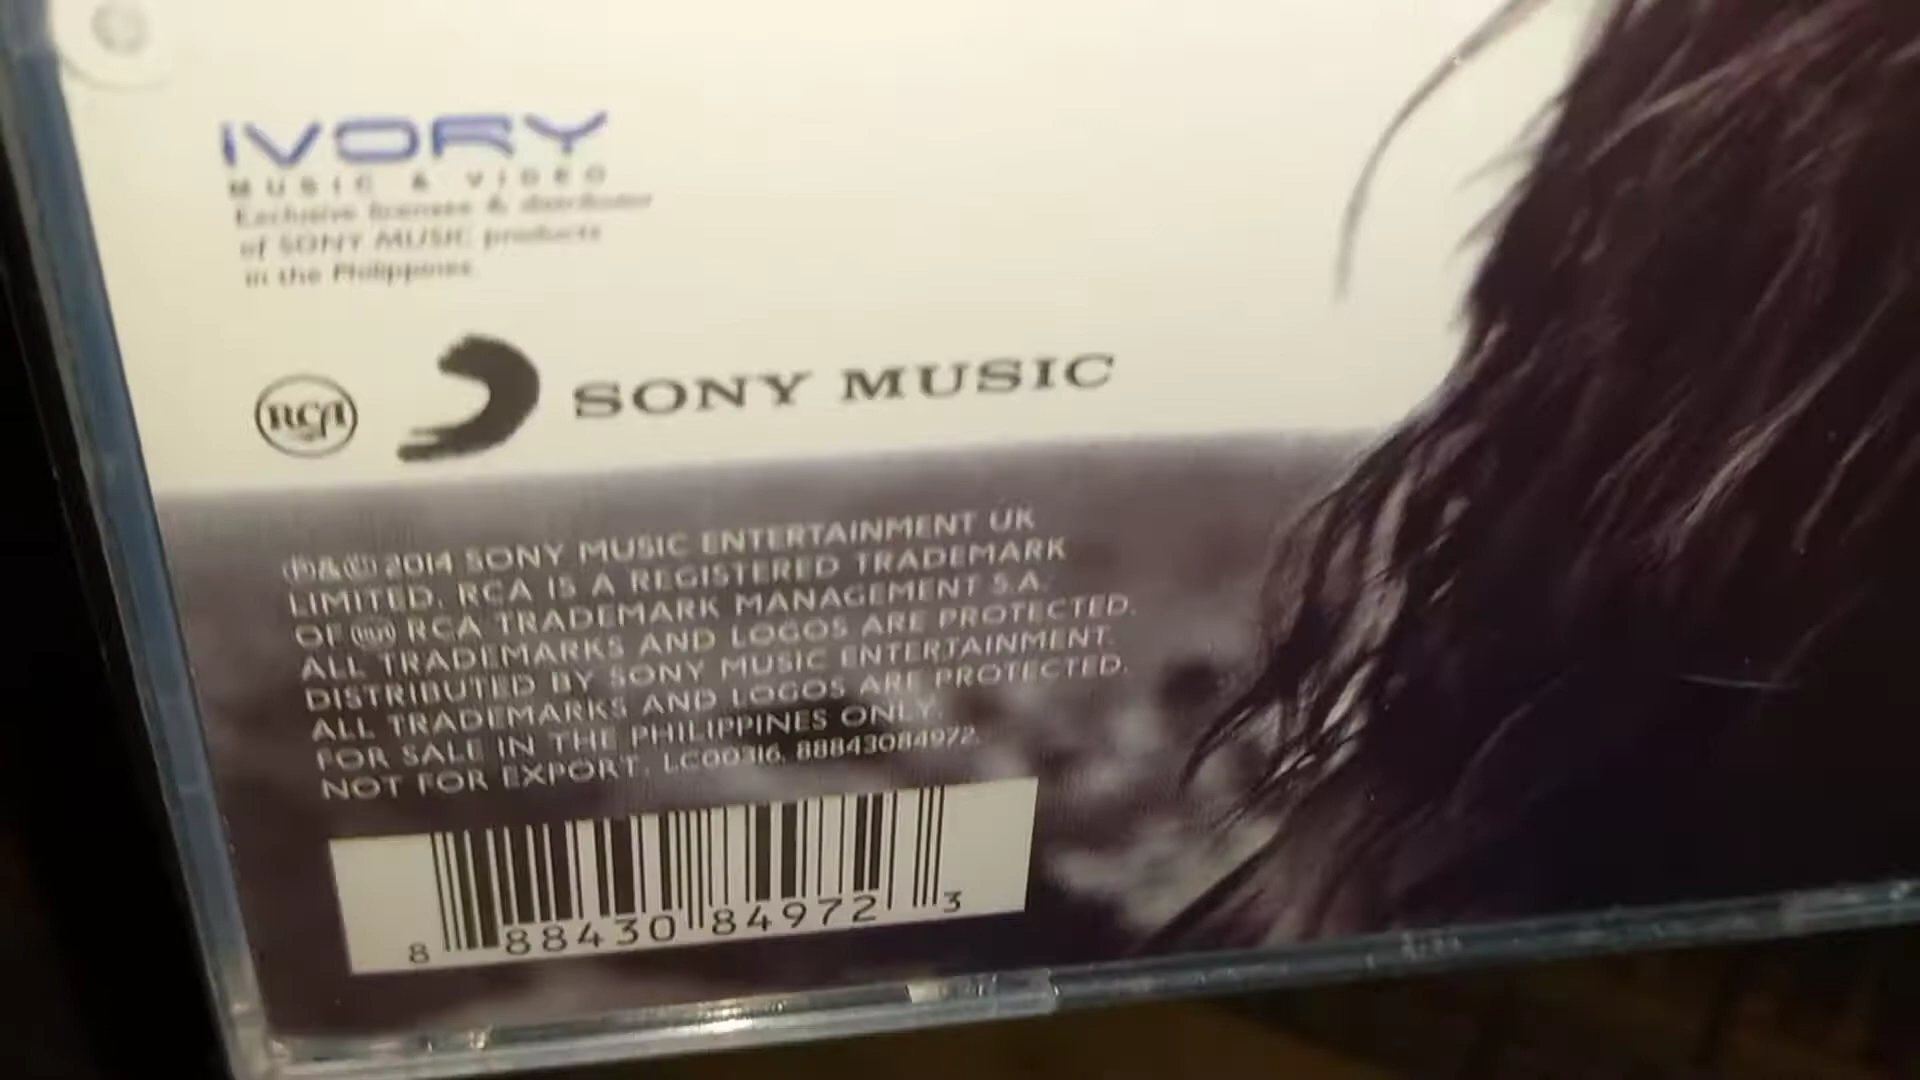 IVORY
MUSIC & VIDEO
Exclusive licensee & distributor
of SONY MUSIC products
in the Philippines
RCA SONY MUSIC
℗&© 2014 SONY MUSIC ENTERTAINMENT UK
LIMITED. RCA IS A REGISTERED TRADEMARK
OF RCA RCA TRADEMARK MANAGEMENT S.A.
ALL TRADEMARKS AND LOGOS ARE PROTECTED.
DISTRIBUTED BY SONY MUSIC ENTERTAINMENT.
ALL TRADEMARKS AND LOGOS ARE PROTECTED.
FOR SALE IN THE PHILIPPINES ONLY.
NOT FOR EXPORT. LC00316. 88843084972
8 88430 84972 3